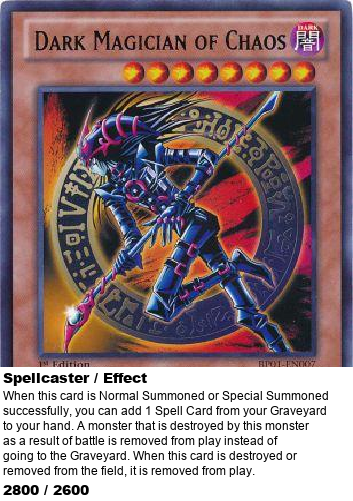 DARK MAGICIAN OF CHAOS
DARK
闇
1st Edition
BP01-EN007
Spellcaster / Effect
When this card is Normal Summoned or Special Summoned
successfully, you can add 1 Spell Card from your Graveyard
to your hand. A monster that is destroyed by this monster
as a result of battle is removed from play instead of
going to the Graveyard. When this card is destroyed or
removed from the field, it is removed from play.
2800 / 2600